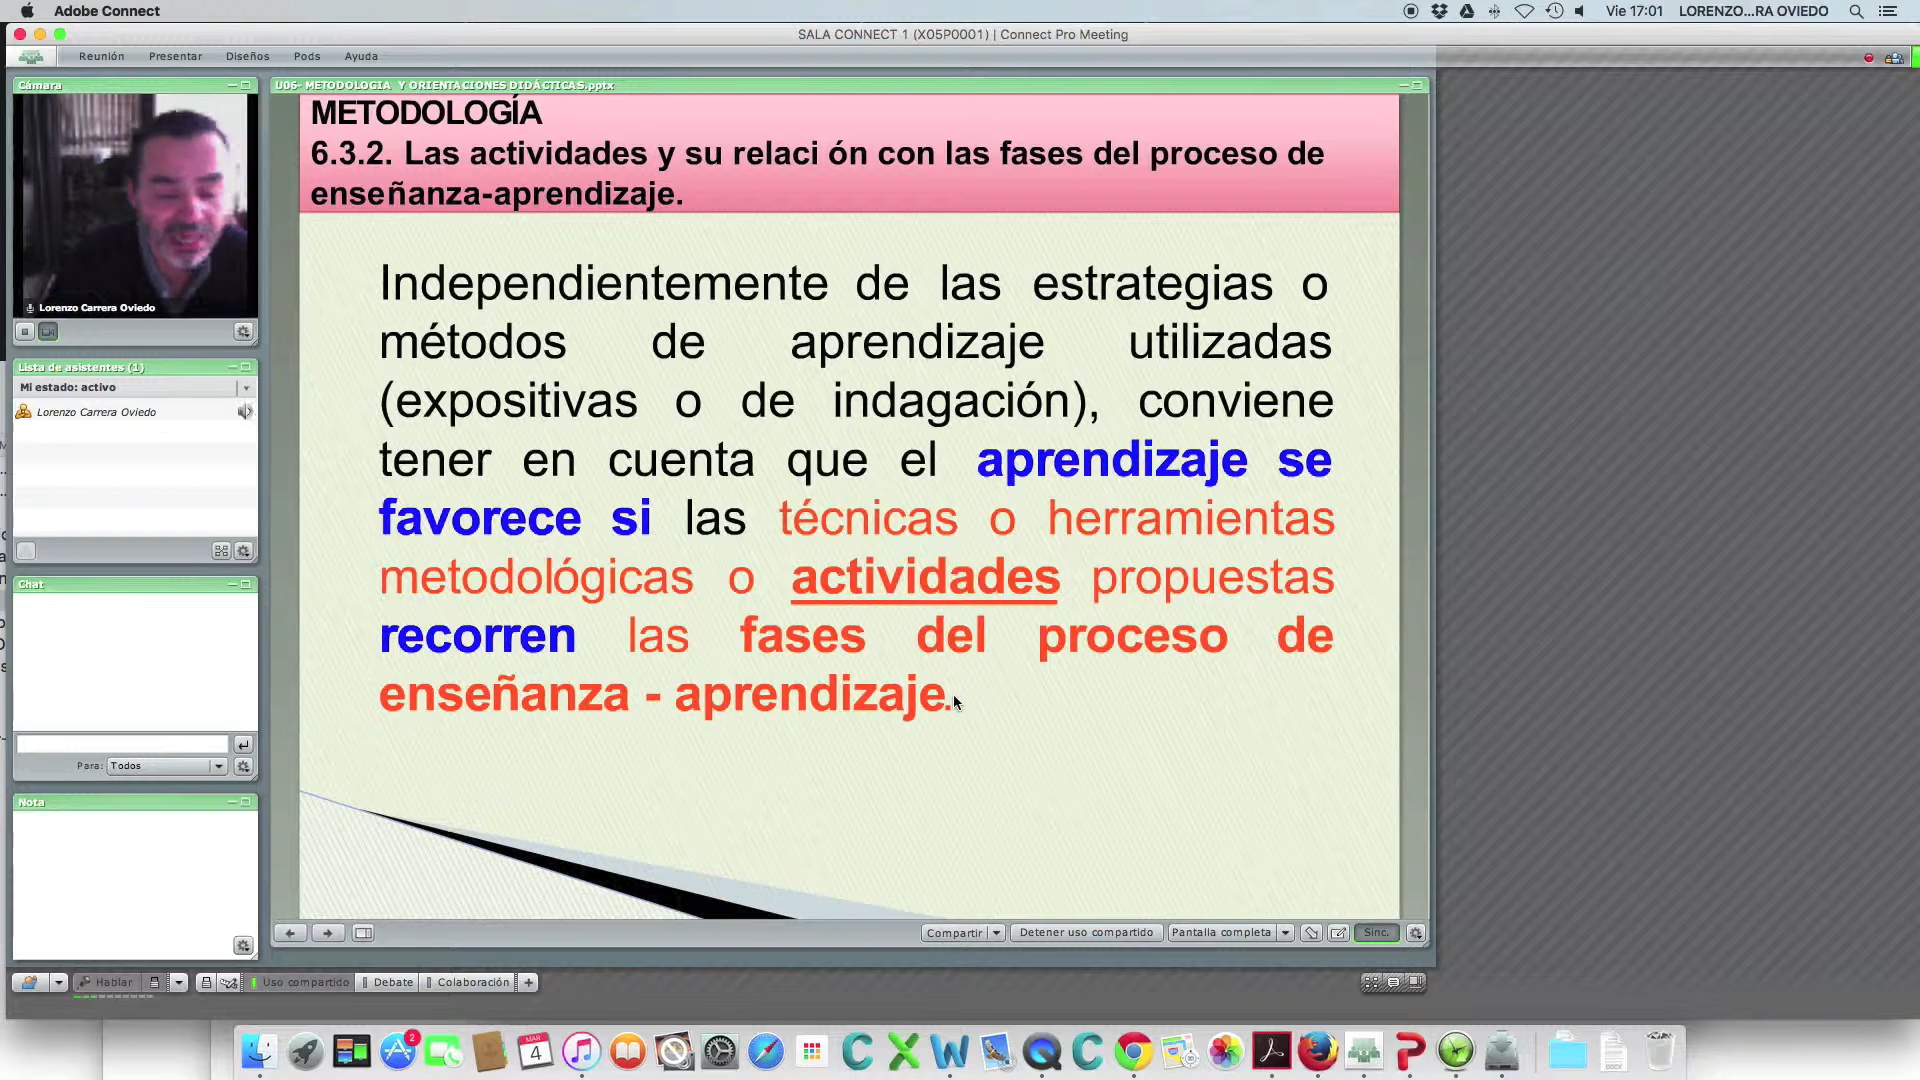 Adobe Connect
Vie 17:01 LORENZO...RA OVIEDO
SALA CONNECT 1 (X05P0001) | Connect Pro Meeting
Reunión Presentar Diseños Pods Ayuda
Cámara
Lorenzo Carrera Oviedo
Lista de asistentes (1)
Mi estado: activo
Lorenzo Carrera Oviedo
Chat
Para: Todos
Nota
U06- METODOLOGIA Y ORIENTACIONES DIDÁCTICAS.pptx
METODOLOGÍA
6.3.2. Las actividades y su relaci ón con las fases del proceso de
enseñanza-aprendizaje.
Independientemente de las estrategias o
métodos de aprendizaje utilizadas
(expositivas o de indagación), conviene
tener en cuenta que el aprendizaje se
favorece si las técnicas o herramientas
metodológicas o actividades propuestas
recorren las fases del proceso de
enseñanza - aprendizaje.
Compartir Detener uso compartido Pantalla completa Sinc.
Hablar Uso compartido Debate Colaboración +
2
MAR
4
DOCX